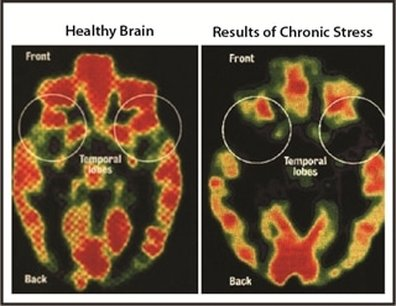 Healthy Brain
Results of Chronic Stress
Front
Front
Temporal
lobes
Temporal
lobes
Back
Back